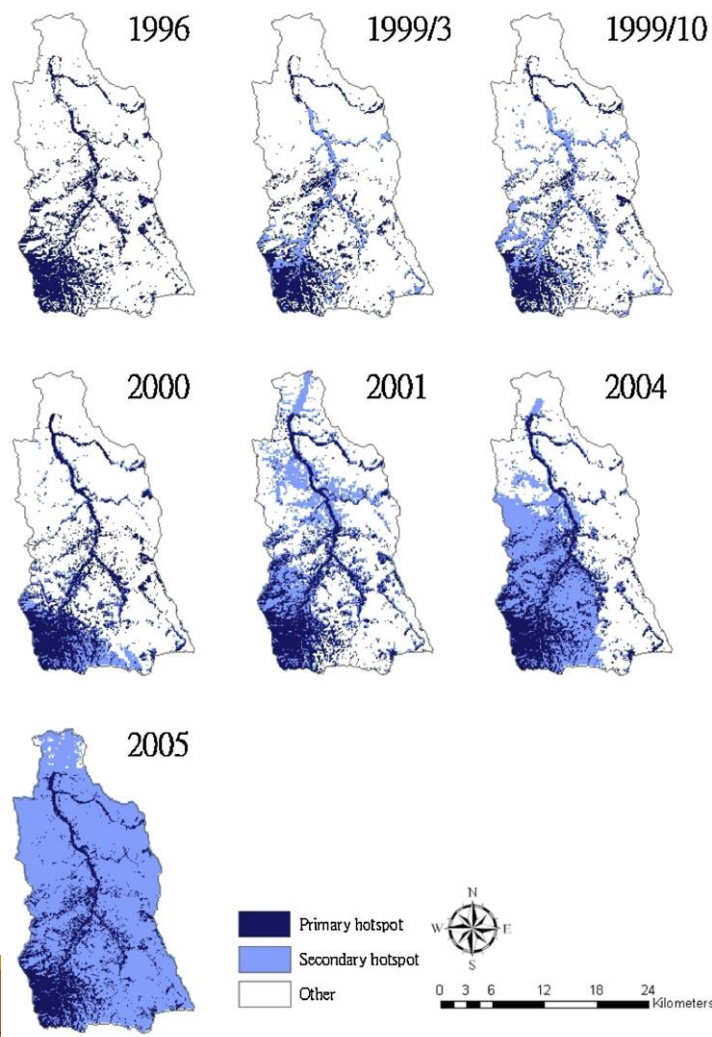 1996
1999/3
1999/10
2000
2001
2004
2005
Primary hotspot
Secondary hotspot
Other
N
W E
S
0 3 6 12 18 24
Kilometers